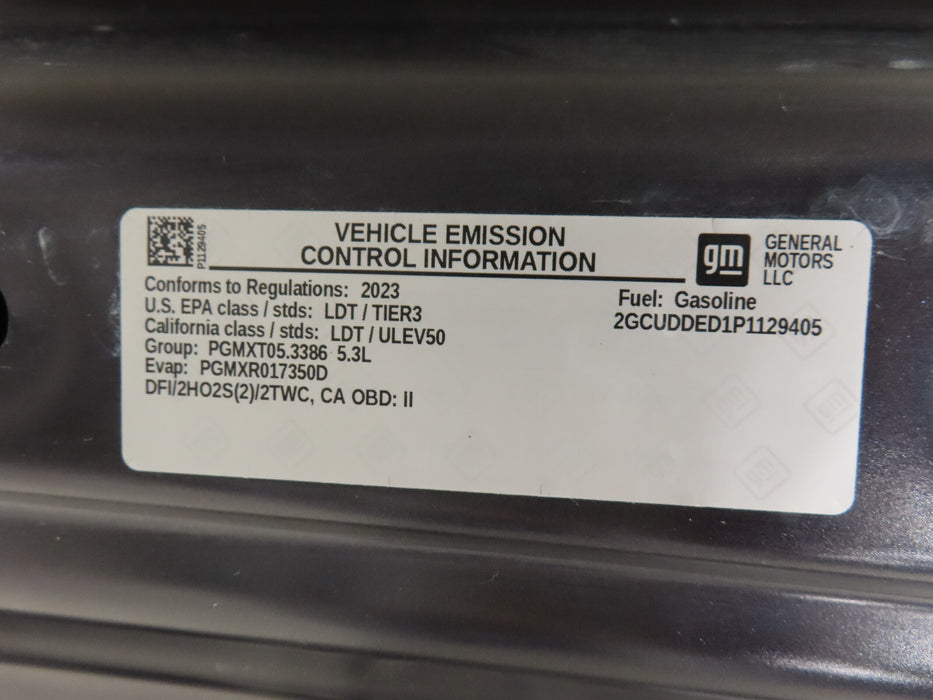 P1129405
VEHICLE EMISSION
CONTROL INFORMATION
gm
GENERAL
MOTORS
LLC
Conforms to Regulations: 2023
U.S. EPA class / stds: LDT / TIER3
California class / stds: LDT / ULEV50
Group: PGMXT05.3386 5.3L
Evap: PGMXR017350D
DFI/2HO2S(2)/2TWC, CA OBD: II
Fuel: Gasoline
2GCUDDED1P1129405